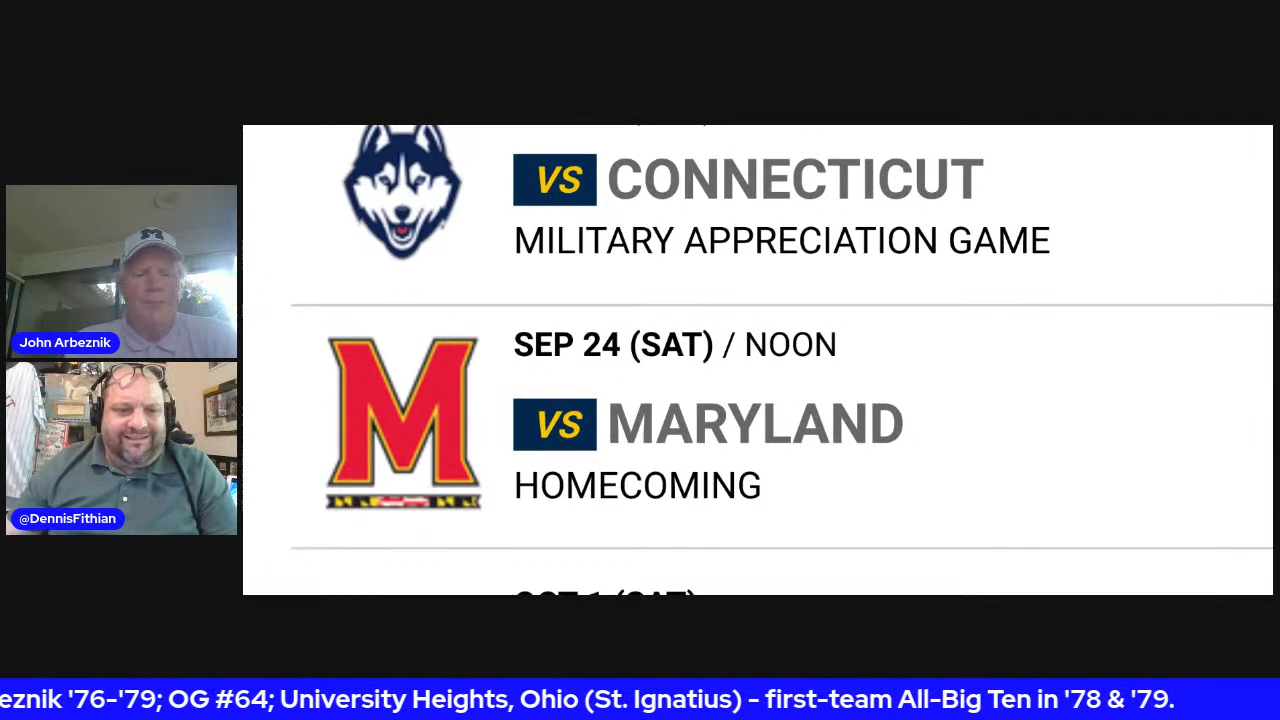 VS CONNECTICUT
MILITARY APPRECIATION GAME
SEP 24 (SAT) / NOON
VS MARYLAND
HOMECOMING
John Arbeznik
@DennisFithian
eznik '76-'79; OG #64; University Heights, Ohio (St. Ignatius) - first-team All-Big Ten in '78 & '79.